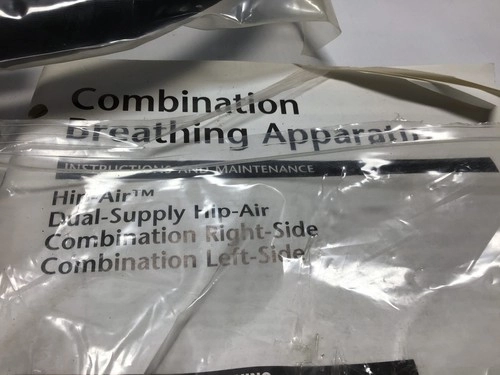 Combination
Breathing Apparatus
INSTRUCTIONS AND MAINTENANCE
Hip-Air™
Dual-Supply Hip-Air
Combination Right-Side
Combination Left-Side